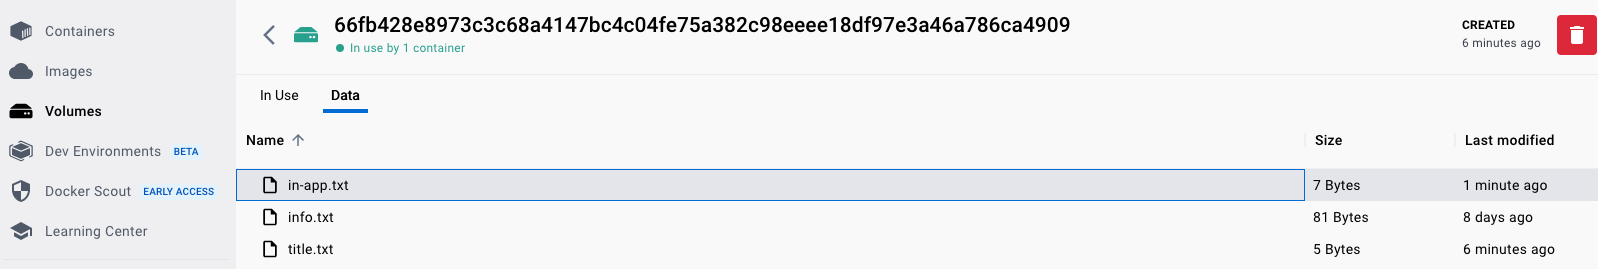 Containers
Images
Volumes
Dev Environments BETA
Docker Scout EARLY ACCESS
Learning Center
66fb428e8973c3c68a4147bc4c04fe75a382c98eeee18df97e3a46a786ca4909
In use by 1 container
CREATED
6 minutes ago
In Use Data
Name Size Last modified
in-app.txt 7 Bytes 1 minute ago
info.txt 81 Bytes 8 days ago
title.txt 5 Bytes 6 minutes ago